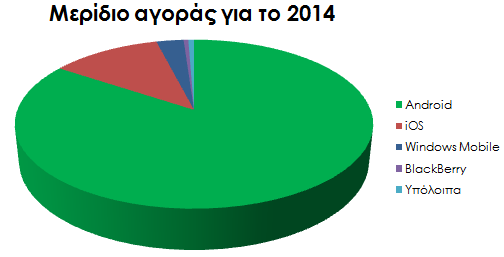 Μερίδιο αγοράς για το 2014
Android
iOS
Windows Mobile
BlackBerry
Υπόλοιπα